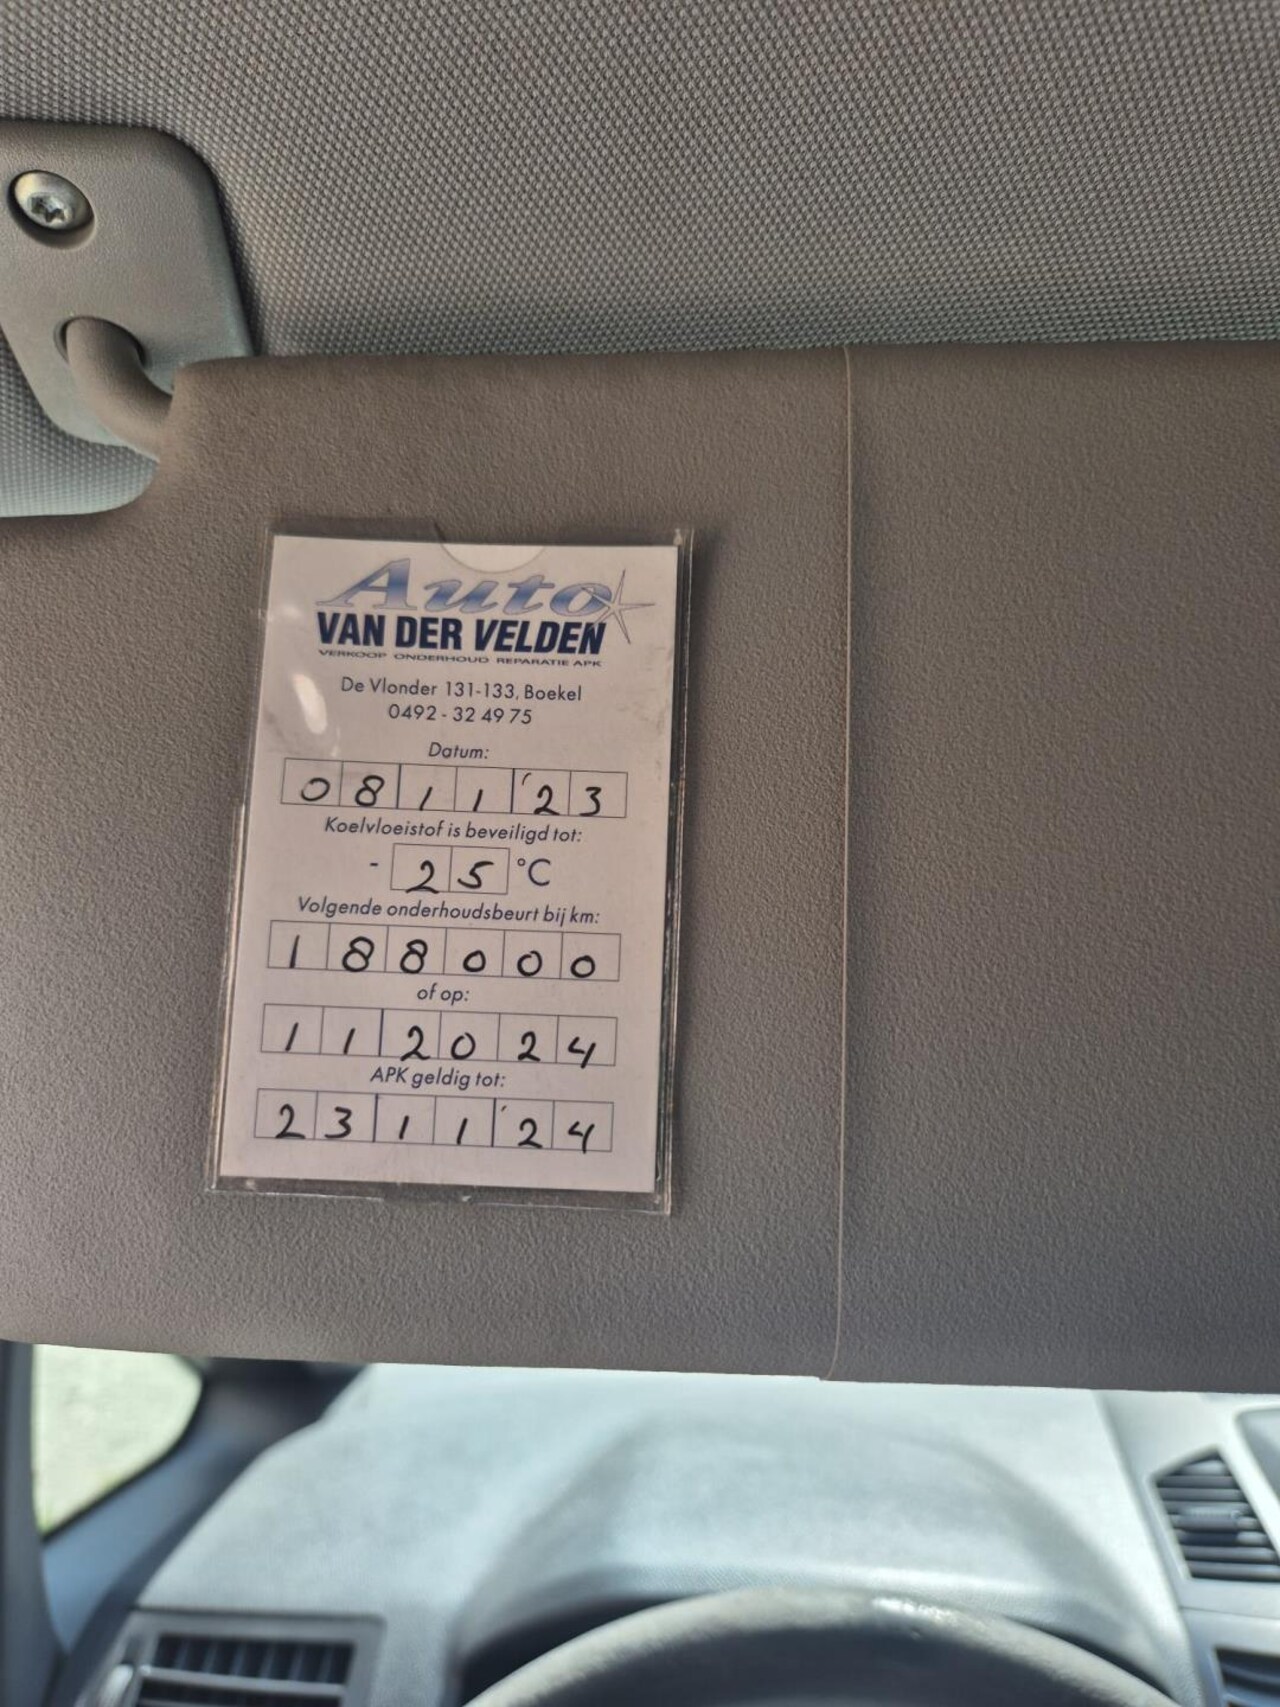 Auto
VAN DER VELDEN
VERKOOP ONDERHOUD REPARATIE APK
De Vlonder 131-133, Boekel
0492 - 32 49 75
Datum:
08 11 '23
Koelvloeistof is beveiligd tot:
- 25 °C
Volgende onderhoudsbeurt bij km:
188000
of op:
11 2024
APK geldig tot:
23 11 '24